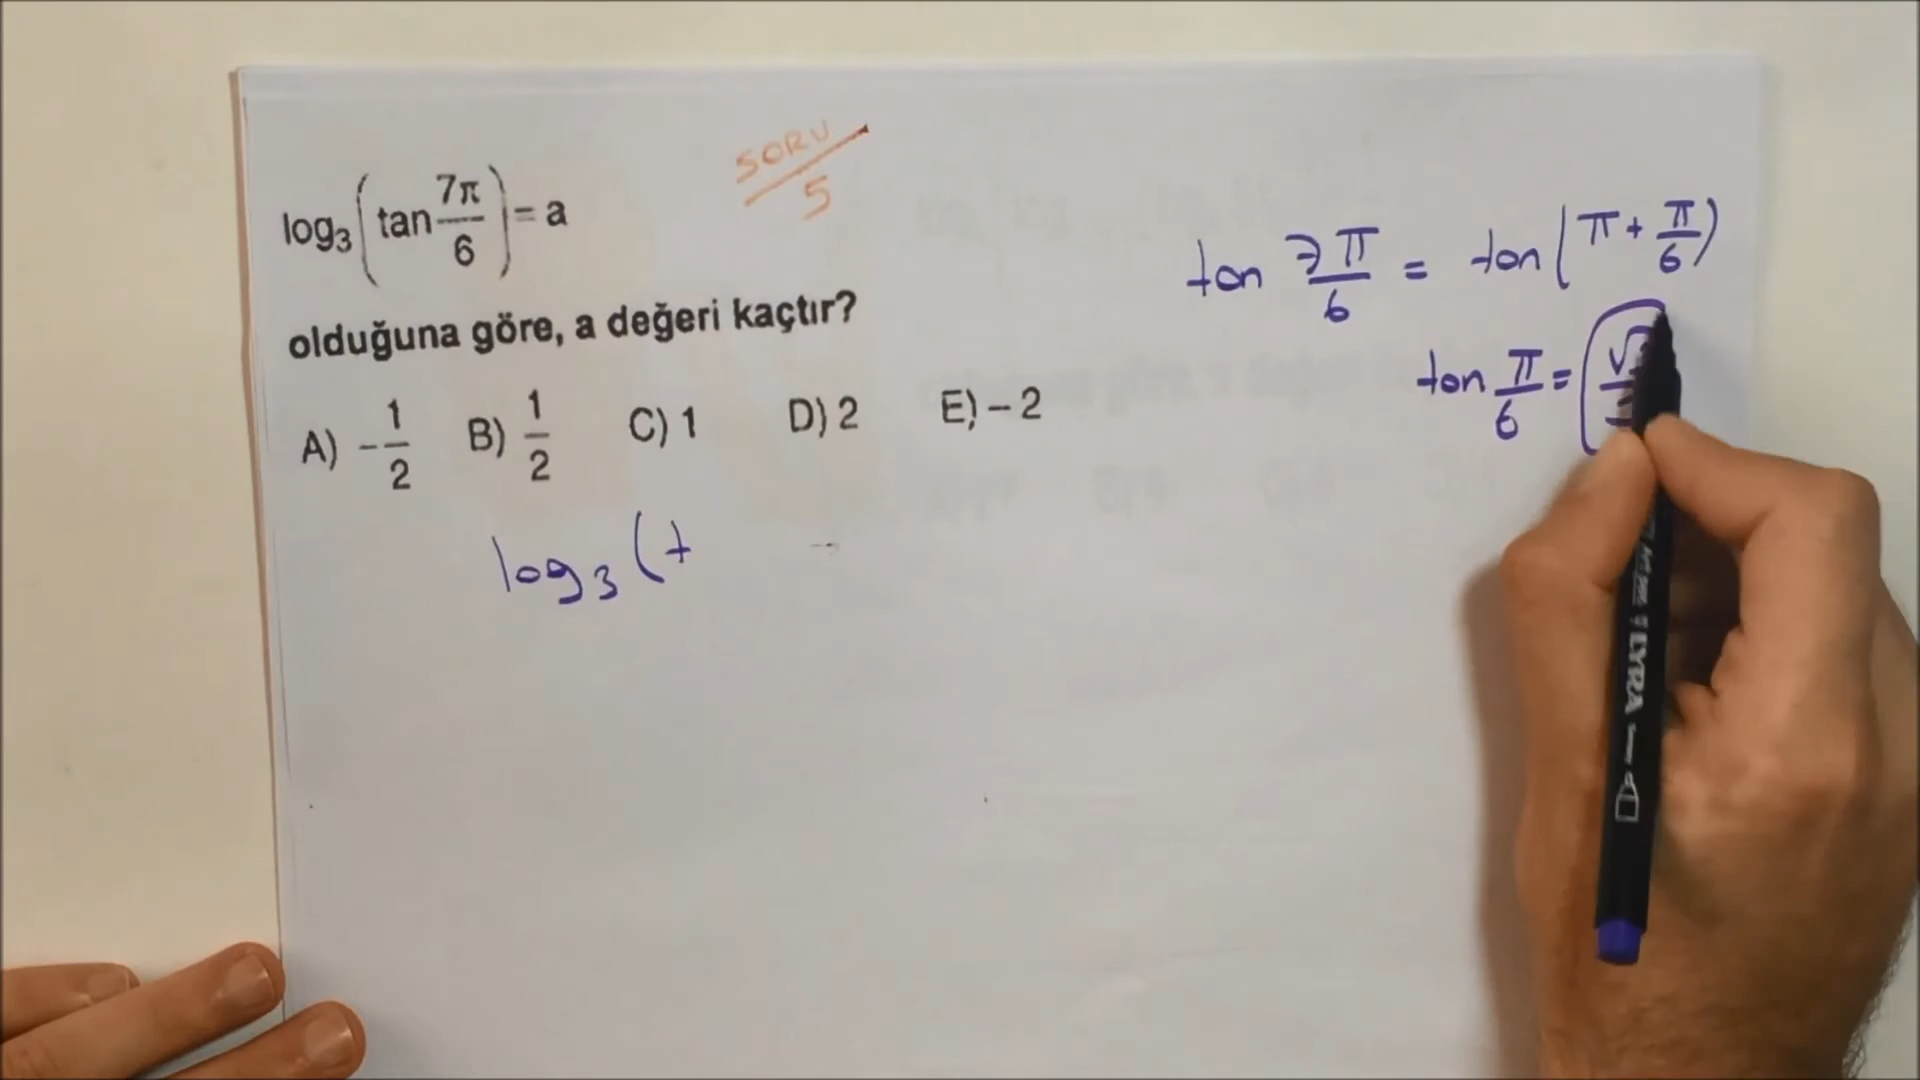 SORU
5
log₃(tan 7π/6) = a
olduğuna göre, a değeri kaçtır?
A) -1/2 B) 1/2 C) 1 D) 2 E) -2
log₃(t
tan 7π/6 = tan(π + π/6)
tan π/6 = √
LYRA